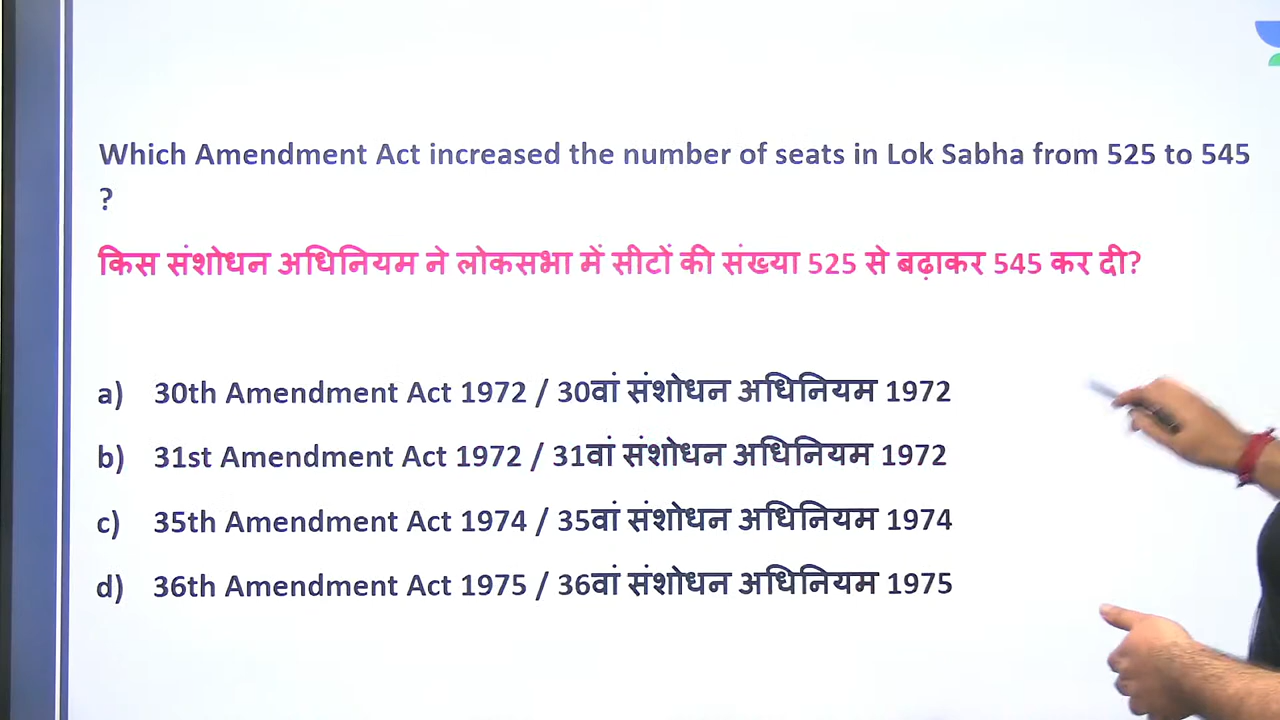 Which Amendment Act increased the number of seats in Lok Sabha from 525 to 545
?
किस संशोधन अधिनियम ने लोकसभा में सीटों की संख्या 525 से बढ़ाकर 545 कर दी?
a) 30th Amendment Act 1972 / 30वां संशोधन अधिनियम 1972
b) 31st Amendment Act 1972 / 31वां संशोधन अधिनियम 1972
c) 35th Amendment Act 1974 / 35वां संशोधन अधिनियम 1974
d) 36th Amendment Act 1975 / 36वां संशोधन अधिनियम 1975